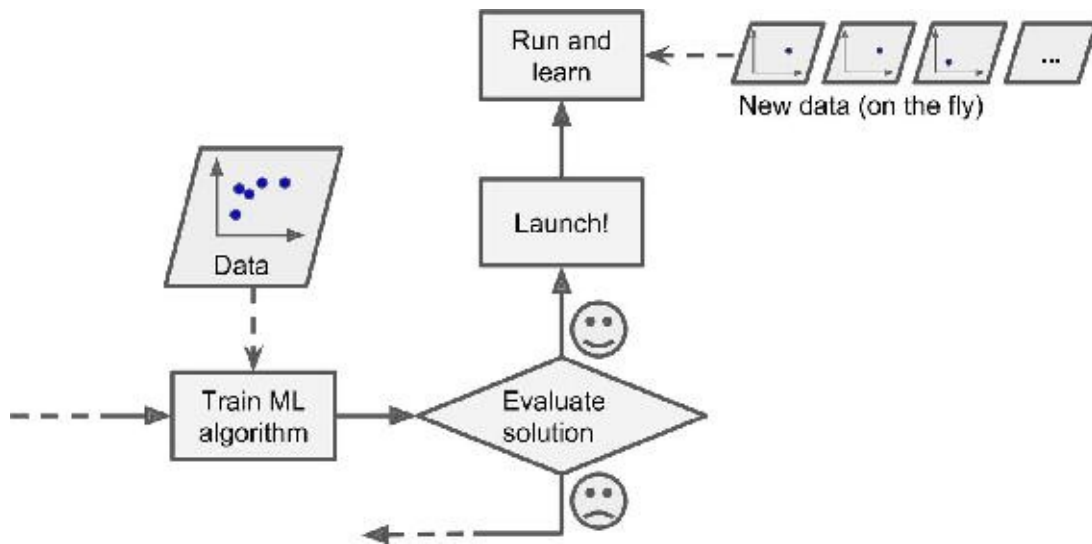 Run and
learn
...
New data (on the fly)
Launch!
Data
Train ML
algorithm
Evaluate
solution